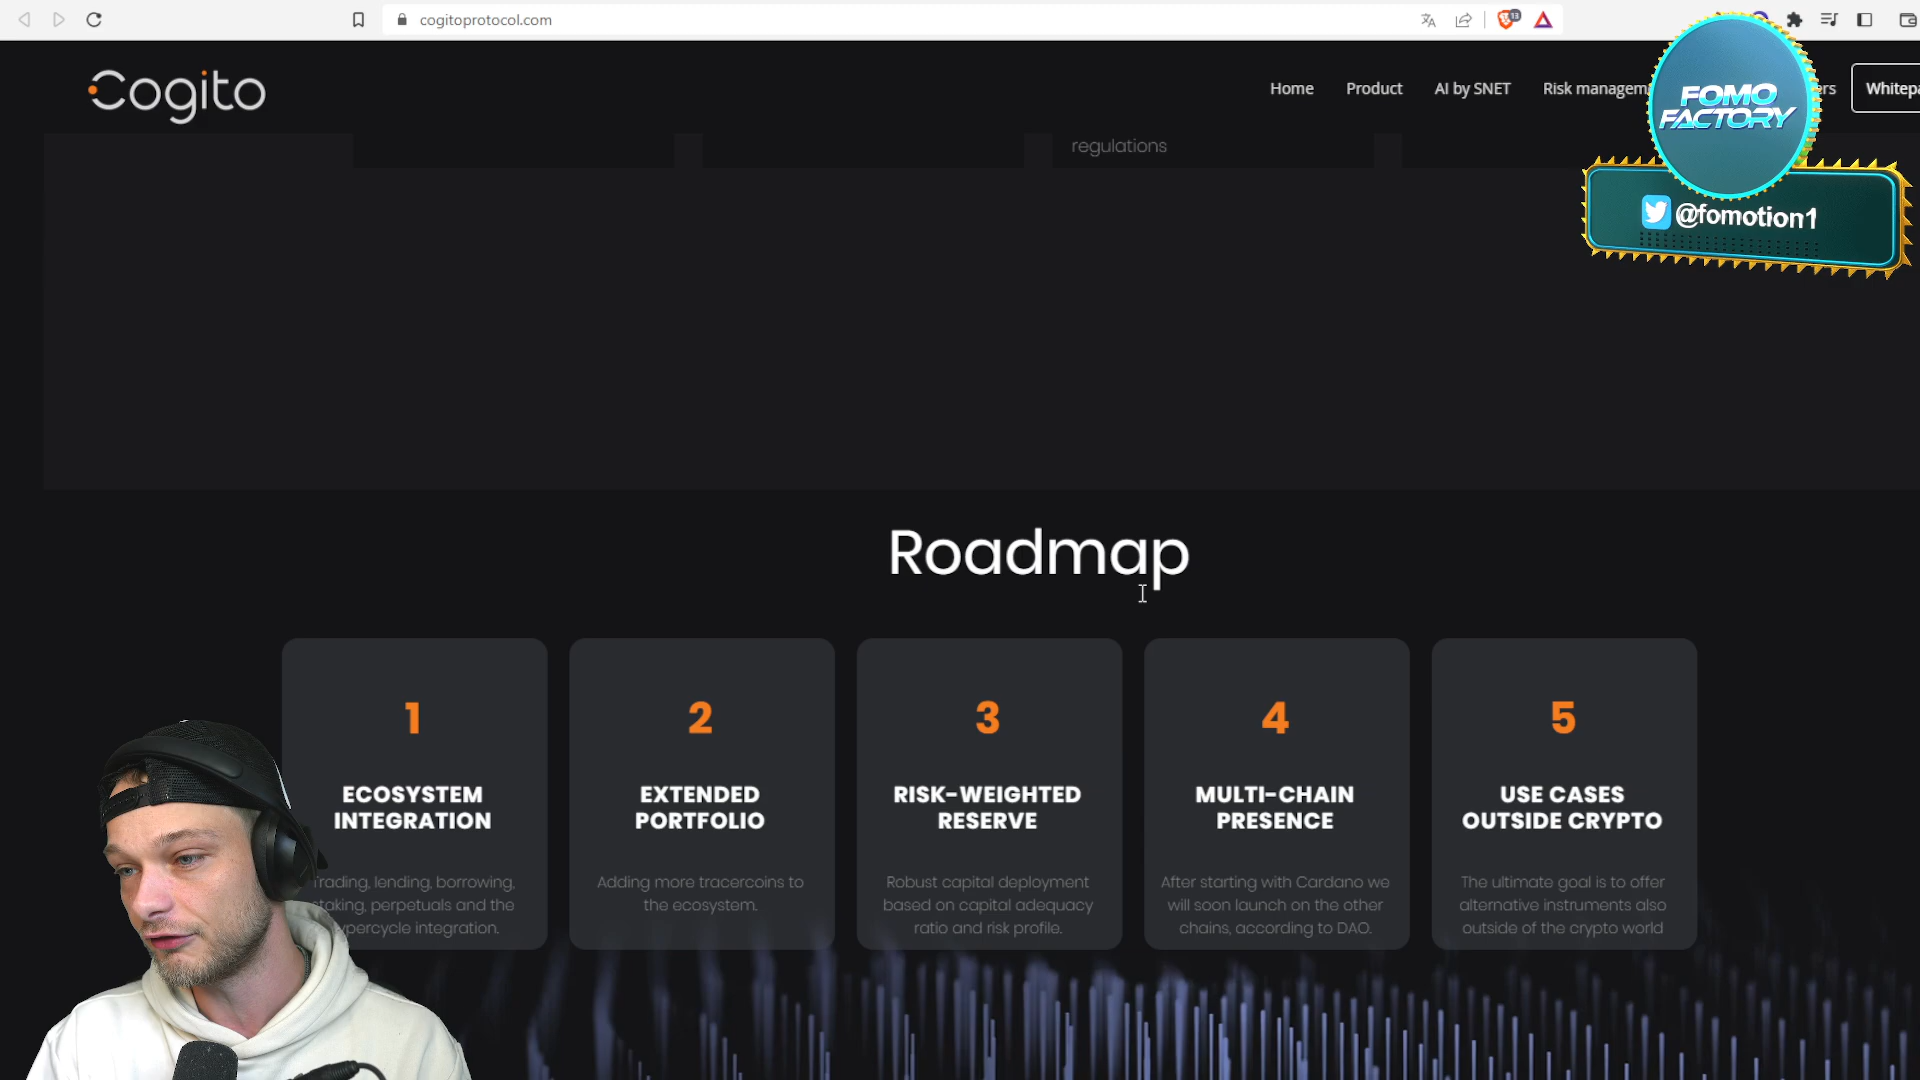 cogitoprotocol.com
13
Cogito
Home
Product
AI by SNET
Risk managem
rs
Whitepa
FOMO
FACTORY
@fomotion1
regulations
Roadmap
1
ECOSYSTEM
INTEGRATION
Trading, lending, borrowing,
staking, perpetuals and the
ypercycle integration.
2
EXTENDED
PORTFOLIO
Adding more tracercoins to
the ecosystem.
3
RISK-WEIGHTED
RESERVE
Robust capital deployment
based on capital adequacy
ratio and risk profile.
4
MULTI-CHAIN
PRESENCE
After starting with Cardano we
will soon launch on the other
chains, according to DAO.
5
USE CASES
OUTSIDE CRYPTO
The ultimate goal is to offer
alternative instruments also
outside of the crypto world